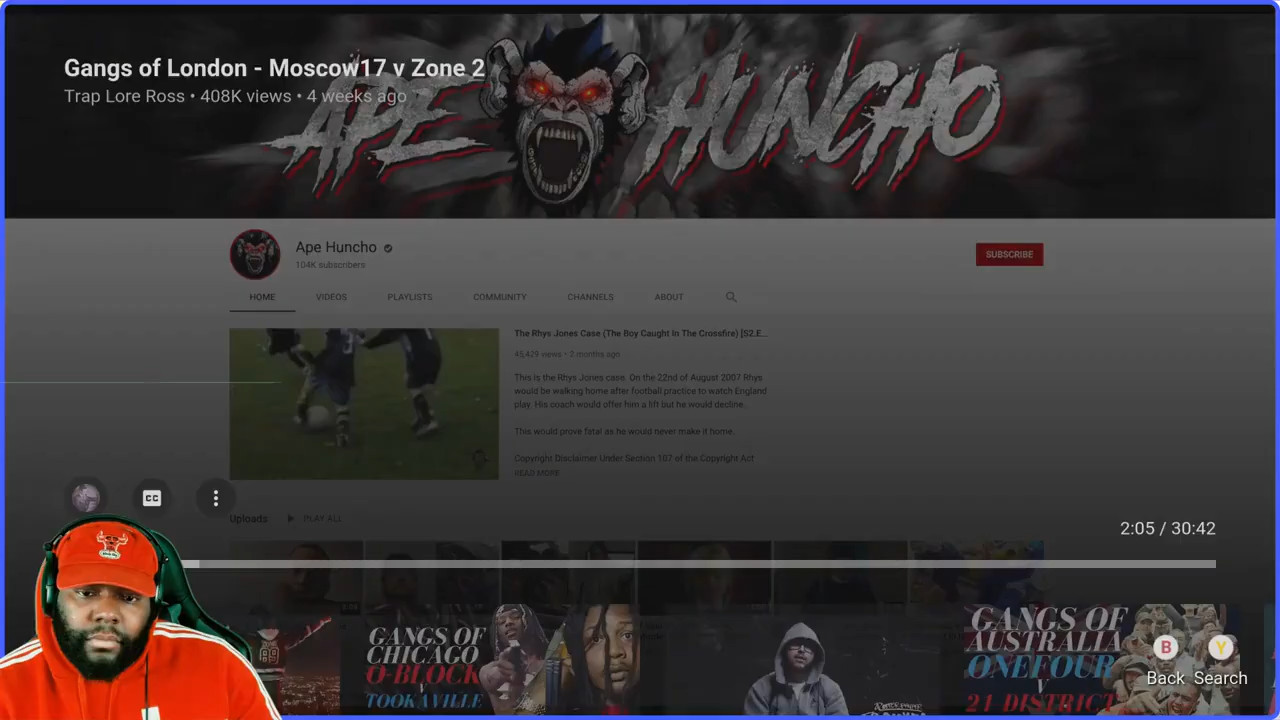 Gangs of London - Moscow17 v Zone 2
Trap Lore Ross • 408K views • 4 weeks ago
APE HUNCHO
Ape Huncho
104K subscribers
SUBSCRIBE
HOME VIDEOS PLAYLISTS COMMUNITY CHANNELS ABOUT
The Rhys Jones Case (The Boy Caught In The Crossfire) [S2.E...
45,429 views • 2 months ago
This is the Rhys Jones case. On the 22nd of August 2007 Rhys
would be walking home after football practice to watch England
play. His coach would offer him a lift but he would decline..
This would prove fatal as he would never make it home.
Copyright Disclaimer Under Section 107 of the Copyright Act
READ MORE
CC
Uploads PLAY ALL
2:05 / 30:42
GANGS OF
CHICAGO
O-BLOCK
TOOKAVILLE
GANGS OF
AUSTRALIA
ONEFOUR
V
21 DISTRICT
B Y
Back Search